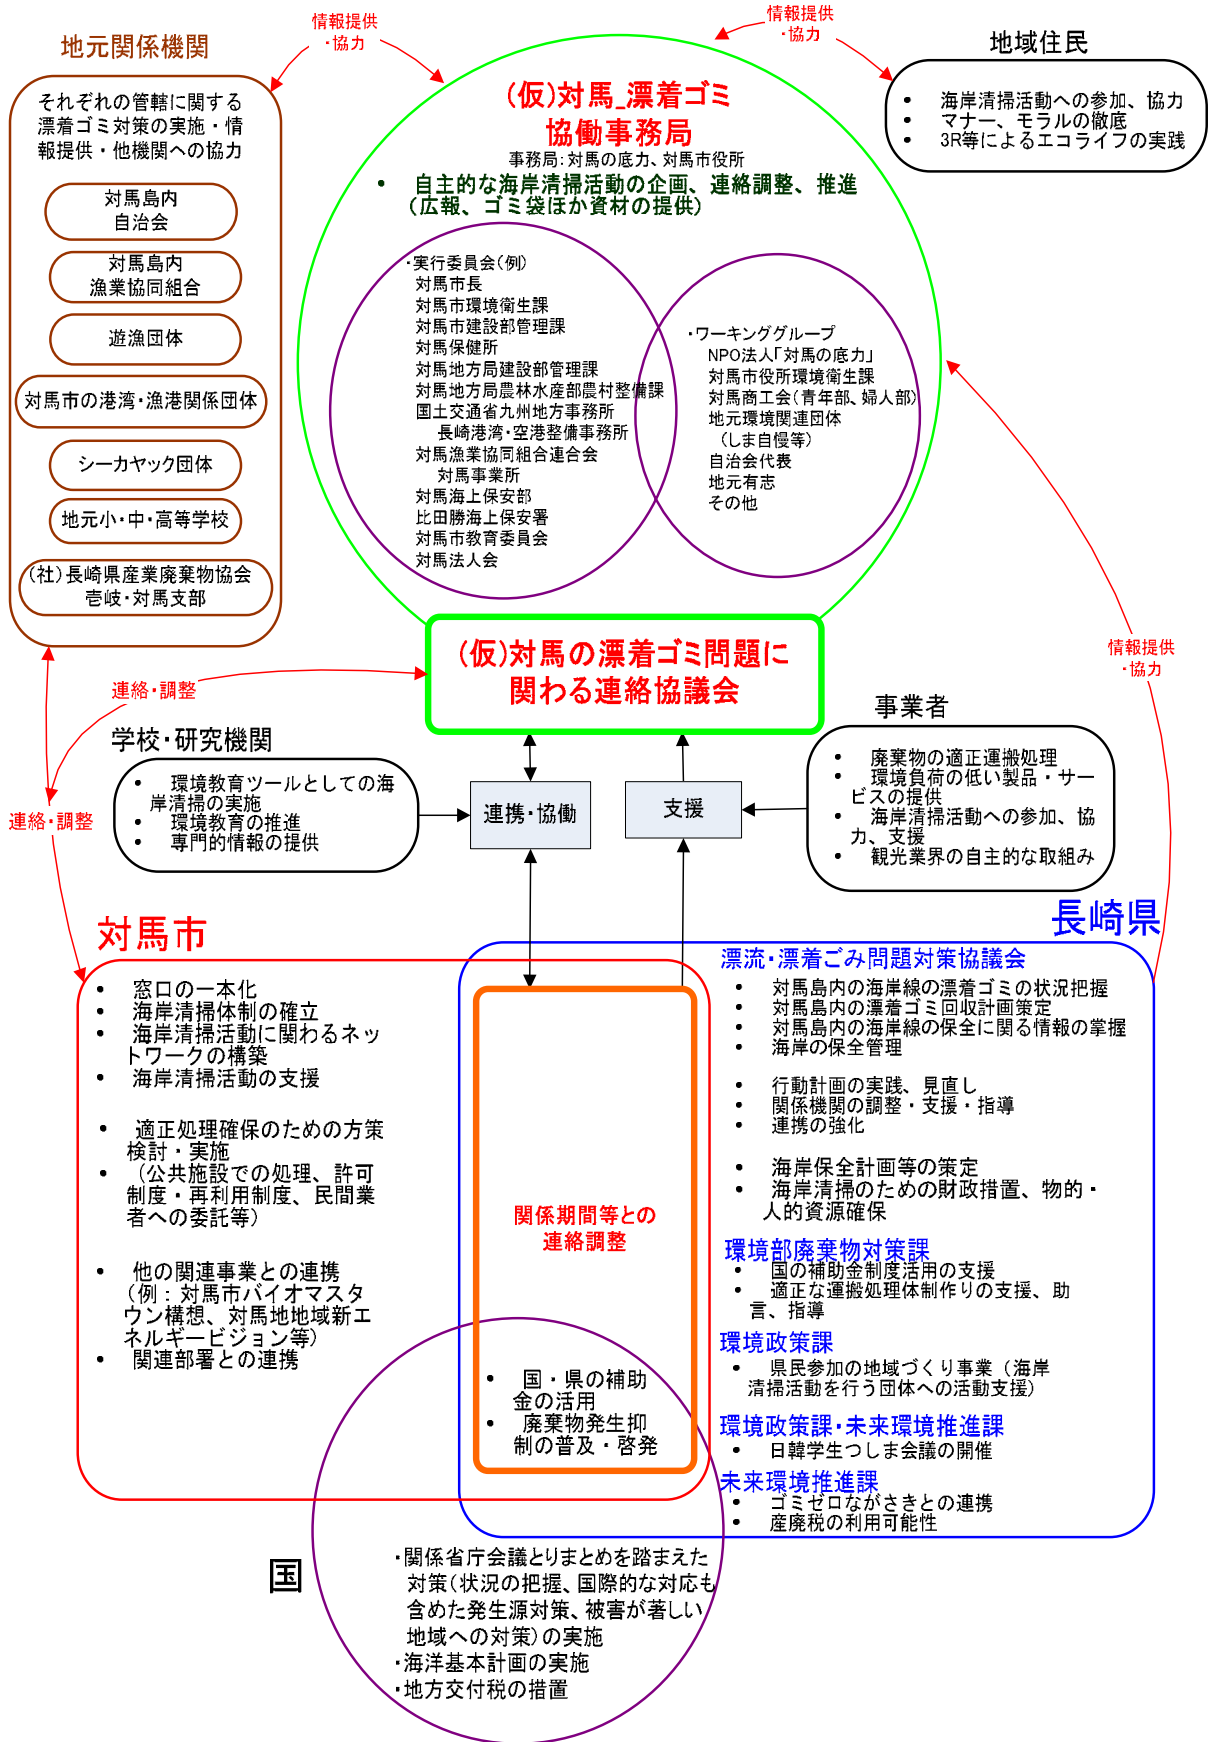 情報提供
・協力
情報提供
・協力
地元関係機関
それぞれの管轄に関する
漂着ゴミ対策の実施・情
報提供・他機関への協力
対馬島内
自治会
対馬島内
漁業協同組合
遊漁団体
対馬市の港湾・漁港関係団体
シーカヤック団体
地元小・中・高等学校
(社)長崎県産業廃棄物協会
壱岐・対馬支部
(仮)対馬_漂着ゴミ
協働事務局
事務局:対馬の底力、対馬市役所
• 自主的な海岸清掃活動の企画、連絡調整、推進
(広報、ゴミ袋ほか資材の提供)
・実行委員会(例)
対馬市長
対馬市環境衛生課
対馬市建設部管理課
対馬保健所
対馬地方局建設部管理課
対馬地方局農林水産部農村整備課
国土交通省九州地方事務所
長崎港湾・空港整備事務所
対馬漁業協同組合連合会
対馬事業所
対馬海上保安部
比田勝海上保安署
対馬市教育委員会
対馬法人会
・ワーキンググループ
NPO法人「対馬の底力」
対馬市役所環境衛生課
対馬商工会(青年部、婦人部)
地元環境関連団体
(しま自慢等)
自治会代表
地元有志
その他
地域住民
• 海岸清掃活動への参加、協力
• マナー、モラルの徹底
• 3R等によるエコライフの実践
(仮)対馬の漂着ゴミ問題に
関わる連絡協議会
情報提供
・協力
連絡・調整
連絡・調整
学校・研究機関
• 環境教育ツールとしての海
岸清掃の実施
• 環境教育の推進
• 専門的情報の提供
連携・協働
支援
事業者
• 廃棄物の適正運搬処理
• 環境負荷の低い製品・サー
ビスの提供
• 海岸清掃活動への参加、協
力、支援
• 観光業界の自主的な取組み
対馬市
• 窓口の一本化
• 海岸清掃体制の確立
• 海岸清掃活動に関わるネッ
トワークの構築
• 海岸清掃活動の支援
• 適正処理確保のための方策
検討・実施
• (公共施設での処理、許可
制度・再利用制度、民間業
者への委託等)
• 他の関連事業との連携
(例：対馬市バイオマスタ
ウン構想、対馬地地域新エ
ネルギービジョン等)
• 関連部署との連携
関係期間等との
連絡調整
• 国・県の補助
金の活用
• 廃棄物発生抑
制の普及・啓発
長崎県
漂流・漂着ごみ問題対策協議会
• 対馬島内の海岸線の漂着ゴミの状況把握
• 対馬島内の漂着ゴミ回収計画策定
• 対馬島内の海岸線の保全に関る情報の掌握
• 海岸の保全管理
• 行動計画の実践、見直し
• 関係機関の調整・支援・指導
• 連携の強化
• 海岸保全計画等の策定
• 海岸清掃のための財政措置、物的・
人的資源確保
環境部廃棄物対策課
• 国の補助金制度活用の支援
• 適正な運搬処理体制作りの支援、助
言、指導
環境政策課
• 県民参加の地域づくり事業(海岸
清掃活動を行う団体への活動支援)
環境政策課・未来環境推進課
• 日韓学生つしま会議の開催
未来環境推進課
• ゴミゼロながさきとの連携
• 産廃税の利用可能性
国
・関係省庁会議とりまとめを踏まえた
対策(状況の把握、国際的な対応も
含めた発生源対策、被害が著しい
地域への対策)の実施
・海洋基本計画の実施
・地方交付税の措置